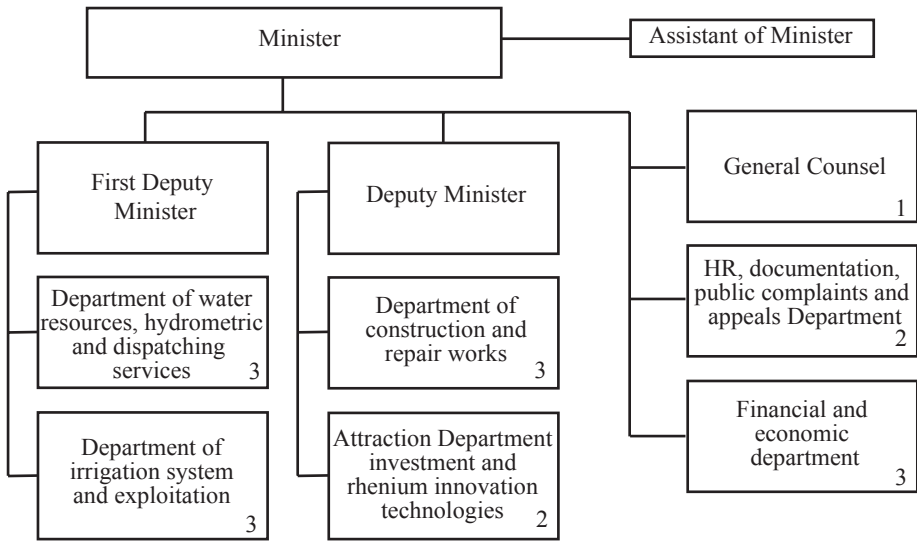 Minister
Assistant of Minister
First Deputy
Minister
Department of water
resources, hydrometric
and dispatching
services
3
Department of
irrigation system
and exploitation
3
Deputy Minister
Department of
construction and
repair works
3
Attraction Department
investment and
rhenium innovation
technologies
2
General Counsel
1
HR, documentation,
public complaints and
appeals Department
2
Financial and
economic
department
3